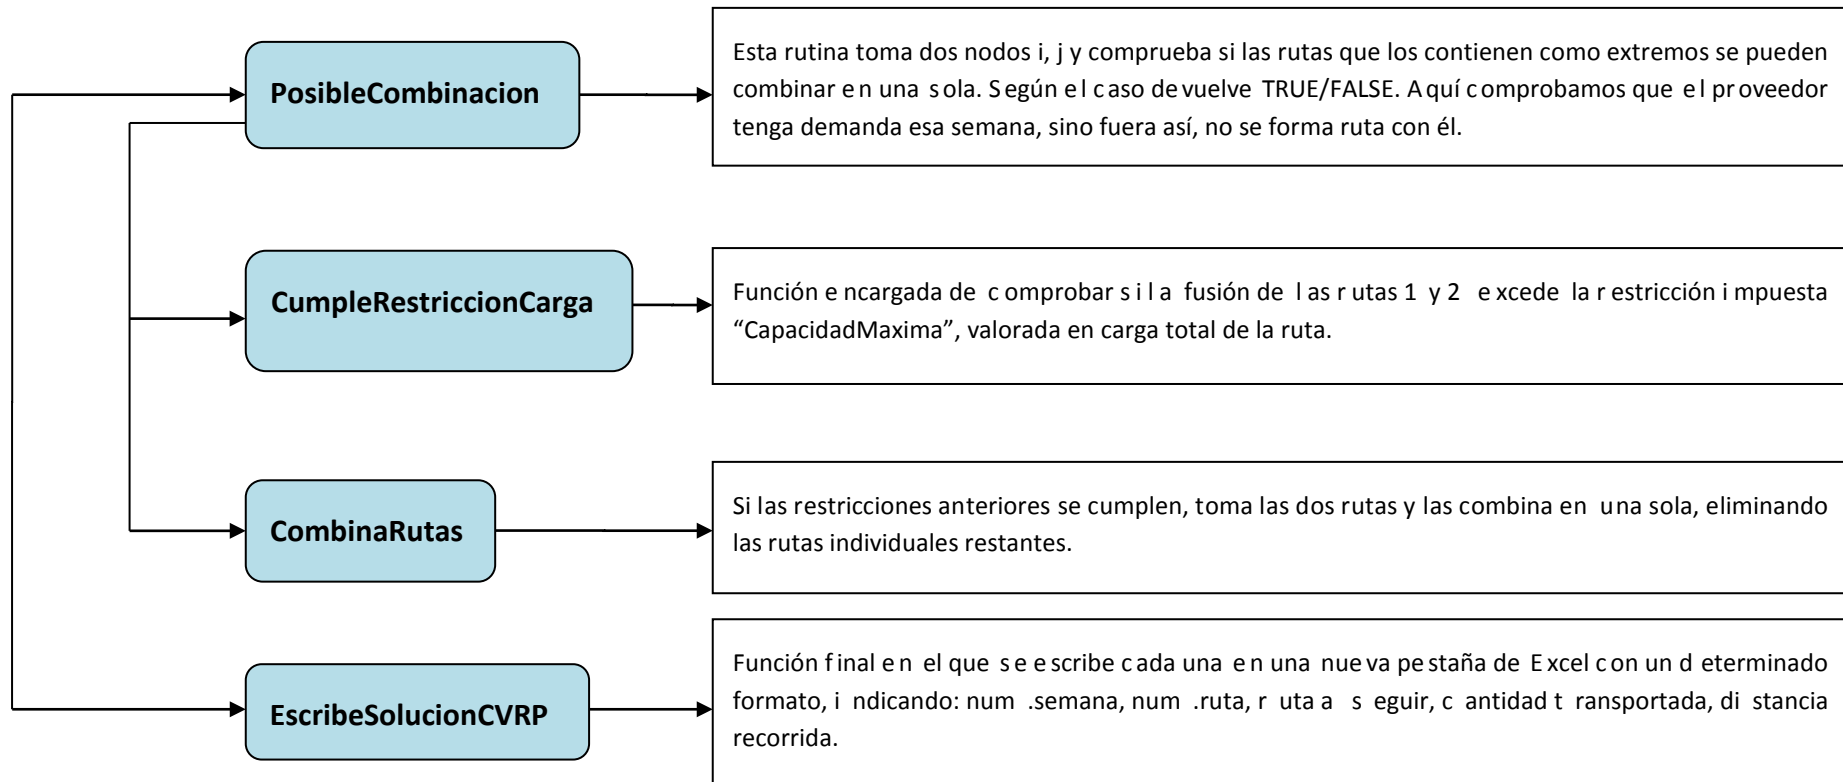 PosibleCombinacion
Esta rutina toma dos nodos i, j y comprueba si las rutas que los contienen como extremos se pueden
combinar en una sola. Según el caso devuelve TRUE/FALSE. Aquí comprobamos que el proveedor
tenga demanda esa semana, sino fuera así, no se forma ruta con él.
CumpleRestriccionCarga
Función encargada de comprobar si la fusión de las rutas 1 y 2 excede la restricción impuesta
“CapacidadMaxima”, valorada en carga total de la ruta.
CombinaRutas
Si las restricciones anteriores se cumplen, toma las dos rutas y las combina en una sola, eliminando
las rutas individuales restantes.
EscribeSolucionCVRP
Función final en el que se escribe cada una en una nueva pestaña de Excel con un determinado
formato, indicando: num.semana, num.ruta, ruta a seguir, cantidad transportada, distancia
recorrida.